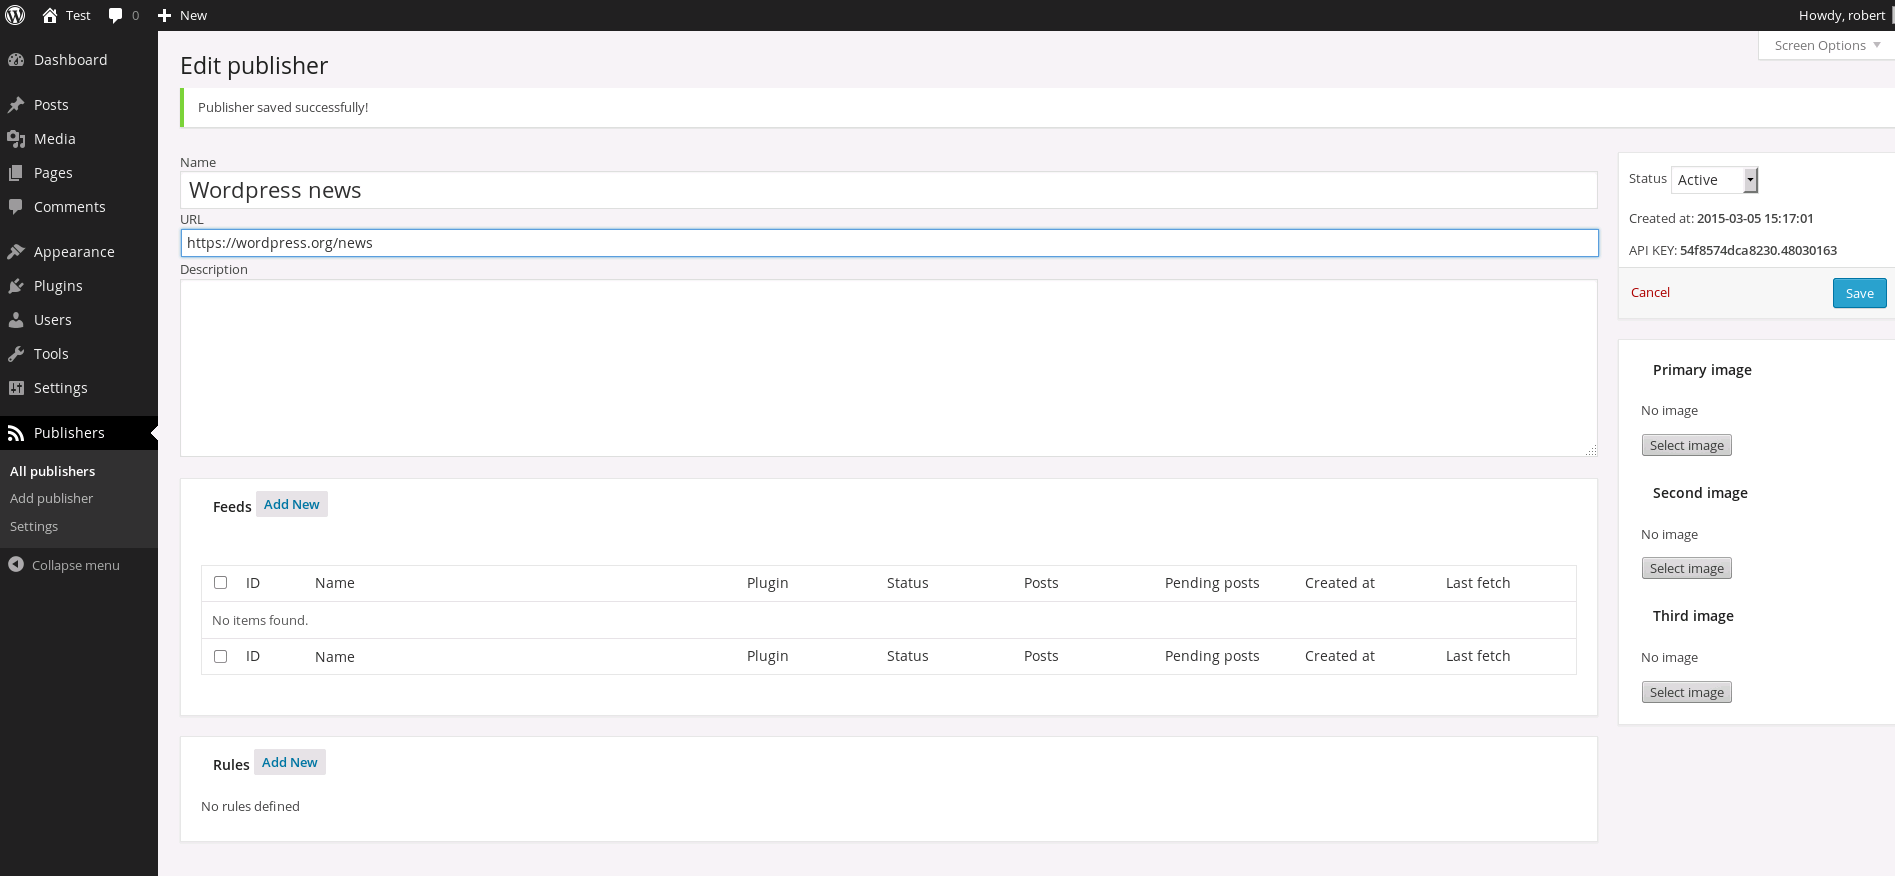 Test 0 New Howdy, robert
Dashboard
Posts
Media
Pages
Comments
Appearance
Plugins
Users
Tools
Settings
Publishers
All publishers
Add publisher
Settings
Collapse menu
Screen Options
Edit publisher
Publisher saved successfully!
Name
Wordpress news
URL
https://wordpress.org/news
Description
Feeds Add New
ID Name Plugin Status Posts Pending posts Created at Last fetch
No items found.
ID Name Plugin Status Posts Pending posts Created at Last fetch
Rules Add New
No rules defined
Status Active
Created at: 2015-03-05 15:17:01
API KEY: 54f8574dca8230.48030163
Cancel Save
Primary image
No image
Select image
Second image
No image
Select image
Third image
No image
Select image